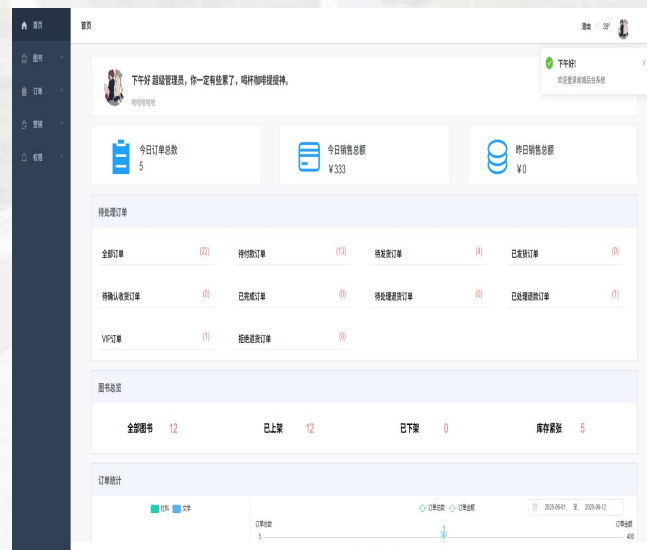 首页
图书
订单
营销
权限
首页
渭南 39°
下午好!
欢迎登录商城后台系统
下午好 超级管理员，你一定有些累了，喝杯咖啡提提神。
哈哈哈哈哈
今日订单总数
5
今日销售总额
¥333
昨日销售总额
¥0
待处理订单
全部订单 (22)
待付款订单 (13)
待发货订单 (4)
已发货订单 (0)
待确认收货订单 (0)
已完成订单 (0)
待处理退货订单 (0)
已处理退款订单 (1)
VIP订单 (1)
拒绝退货订单 (0)
图书总览
全部图书 12
已上架 12
已下架 0
库存紧张 5
订单统计
社科 文学
订单总数 订单金额
2025-06-01 至 2025-06-12
订单总数
订单金额
5
400